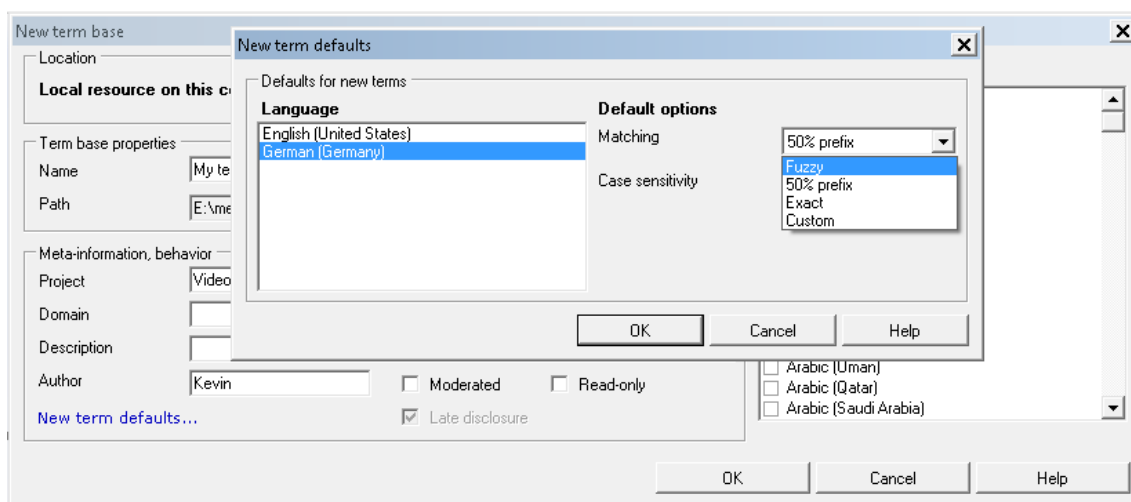 New term base
New term defaults
Location
Local resource on this c
Defaults for new terms
Language
Default options
English (United States)
German (Germany)
Matching
50% prefix
Fuzzy
50% prefix
Exact
Custom
Case sensitivity
OK
Cancel
Help
Term base properties
Name
My te
Path
E:\me
Meta-information, behavior
Project
Video
Domain
Description
Author
Kevin
Moderated
Read-only
New term defaults...
Late disclosure
Arabic (Oman)
Arabic (Qatar)
Arabic (Saudi Arabia)
OK
Cancel
Help